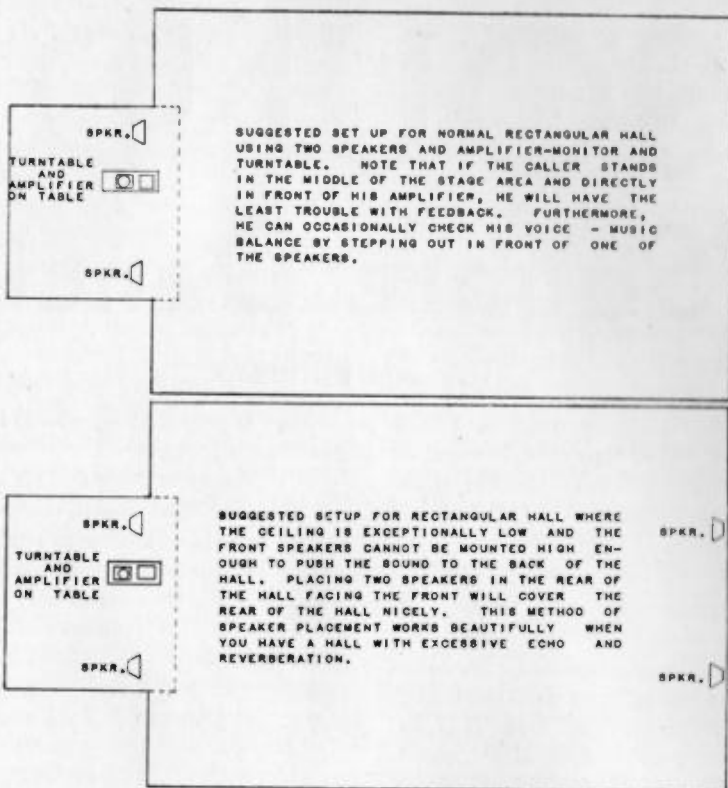 SPKR.
TURNTABLE
AND
AMPLIFIER
ON TABLE
SPKR.
SUGGESTED SET UP FOR NORMAL RECTANGULAR HALL
USING TWO SPEAKERS AND AMPLIFIER-MONITOR AND
TURNTABLE. NOTE THAT IF THE CALLER STANDS
IN THE MIDDLE OF THE STAGE AREA AND DIRECTLY
IN FRONT OF HIS AMPLIFIER, HE WILL HAVE THE
LEAST TROUBLE WITH FEEDBACK. FURTHERMORE,
HE CAN OCCASIONALLY CHECK HIS VOICE - MUSIC
BALANCE BY STEPPING OUT IN FRONT OF ONE OF
THE SPEAKERS.
SPKR.
TURNTABLE
AND
AMPLIFIER
ON TABLE
SPKR.
SUGGESTED SETUP FOR RECTANGULAR HALL WHERE
THE CEILING IS EXCEPTIONALLY LOW AND THE
FRONT SPEAKERS CANNOT BE MOUNTED HIGH EN-
OUGH TO PUSH THE SOUND TO THE BACK OF THE
HALL. PLACING TWO SPEAKERS IN THE REAR OF
THE HALL FACING THE FRONT WILL COVER THE
REAR OF THE HALL NICELY. THIS METHOD OF
SPEAKER PLACEMENT WORKS BEAUTIFULLY WHEN
YOU HAVE A HALL WITH EXCESSIVE ECHO AND
REVERBERATION.
SPKR.
SPKR.